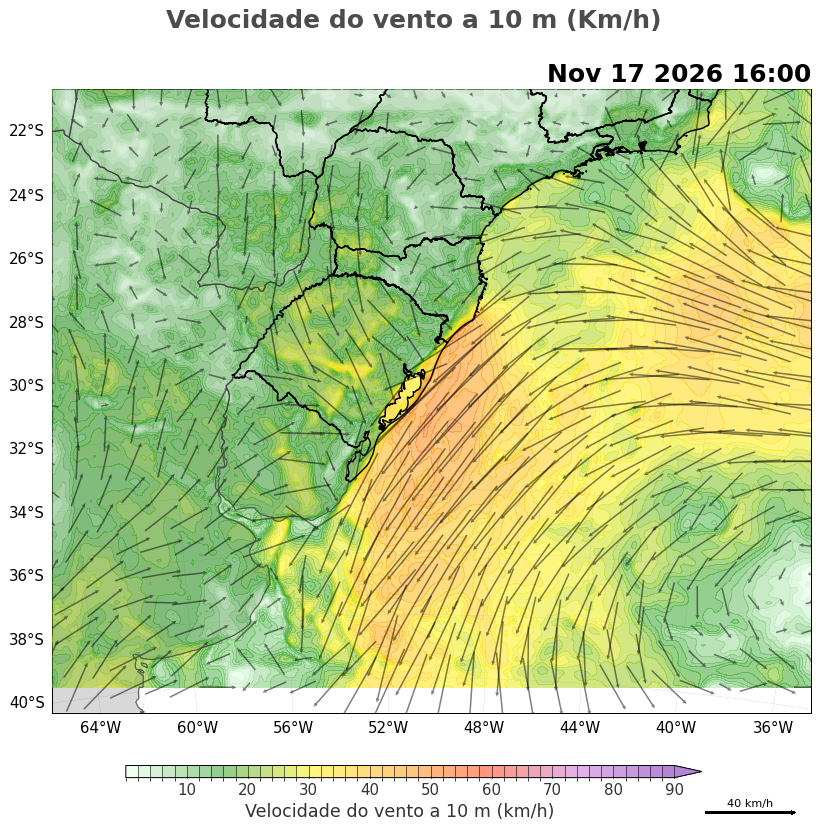 Velocidade do vento a 10 m (Km/h)
Nov 17 2026 16:00
22°S
24°S
26°S
28°S
30°S
32°S
34°S
36°S
38°S
40°S
64°W 60°W 56°W 52°W 48°W 44°W 40°W 36°W
10 20 30 40 50 60 70 80 90
Velocidade do vento a 10 m (km/h)
40 km/h